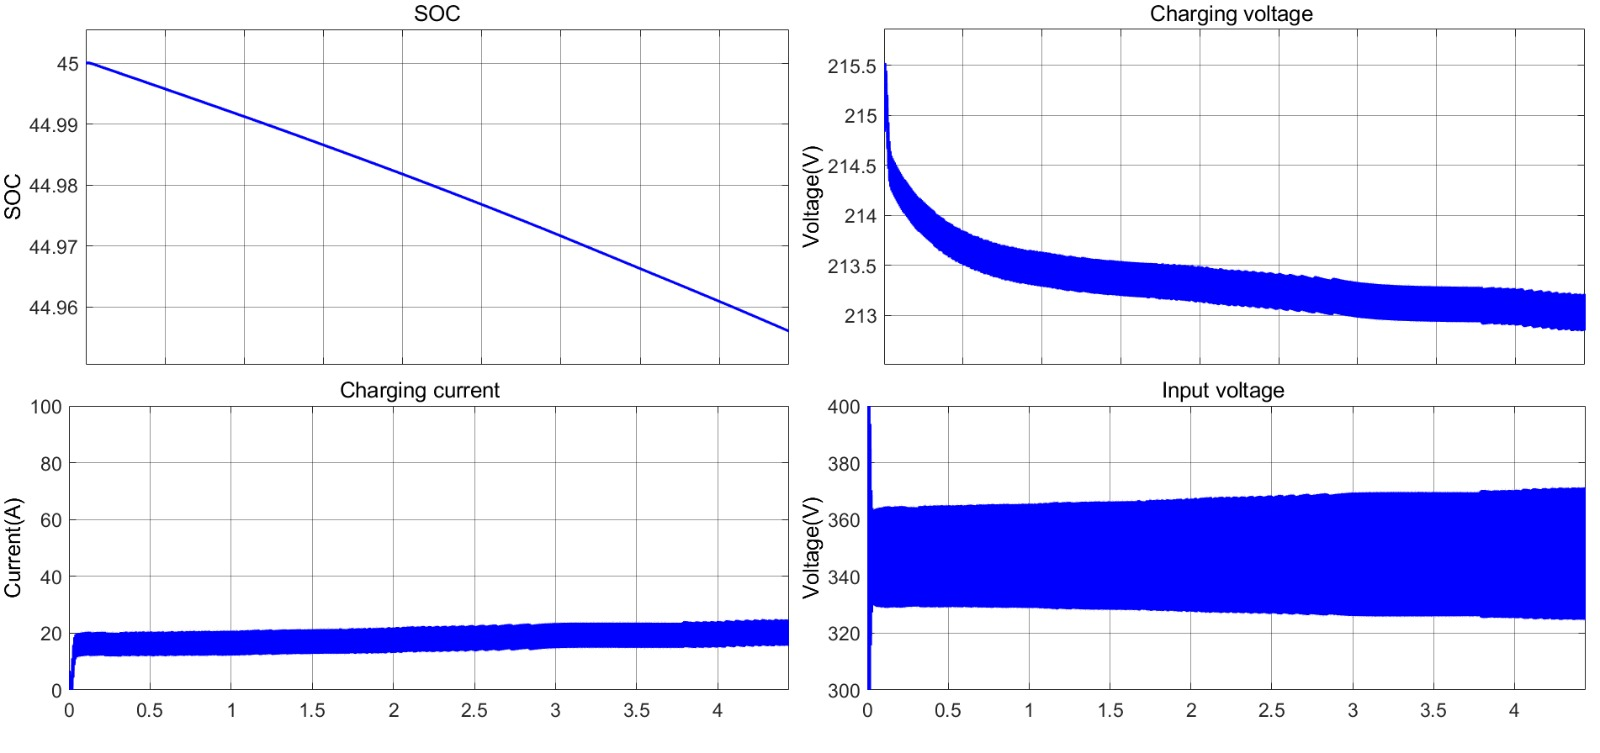 SOC
45
44.99
44.98
44.97
44.96
SOC
Charging voltage
215.5
215
214.5
214
213.5
213
Voltage(V)
Charging current
100
80
60
40
20
0
Current(A)
0 0.5 1 1.5 2 2.5 3 3.5 4
Input voltage
400
380
360
340
320
300
Voltage(V)
0 0.5 1 1.5 2 2.5 3 3.5 4